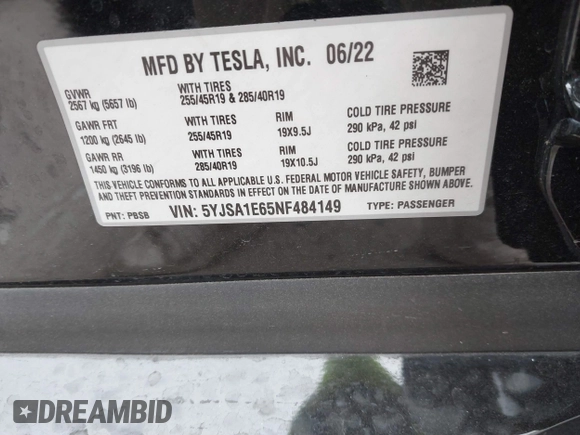 MFD BY TESLA, INC. 06/22
GVWR
2567 kg (5657 lb)
WITH TIRES
255/45R19 & 285/40R19
GAWR FRT
1200 kg (2645 lb)
WITH TIRES
255/45R19
RIM
19X9.5J
COLD TIRE PRESSURE
290 kPa, 42 psi
GAWR RR
1450 kg (3196 lb)
WITH TIRES
285/40R19
RIM
19X10.5J
COLD TIRE PRESSURE
290 kPa, 42 psi
THIS VEHICLE CONFORMS TO ALL APPLICABLE U.S. FEDERAL MOTOR VEHICLE SAFETY, BUMPER
AND THEFT PREVENTION STANDARDS IN EFFECT ON THE DATE OF MANUFACTURE SHOWN ABOVE.
PNT: PBSB VIN: 5YJSA1E65NF484149 TYPE: PASSENGER
DREAMBID